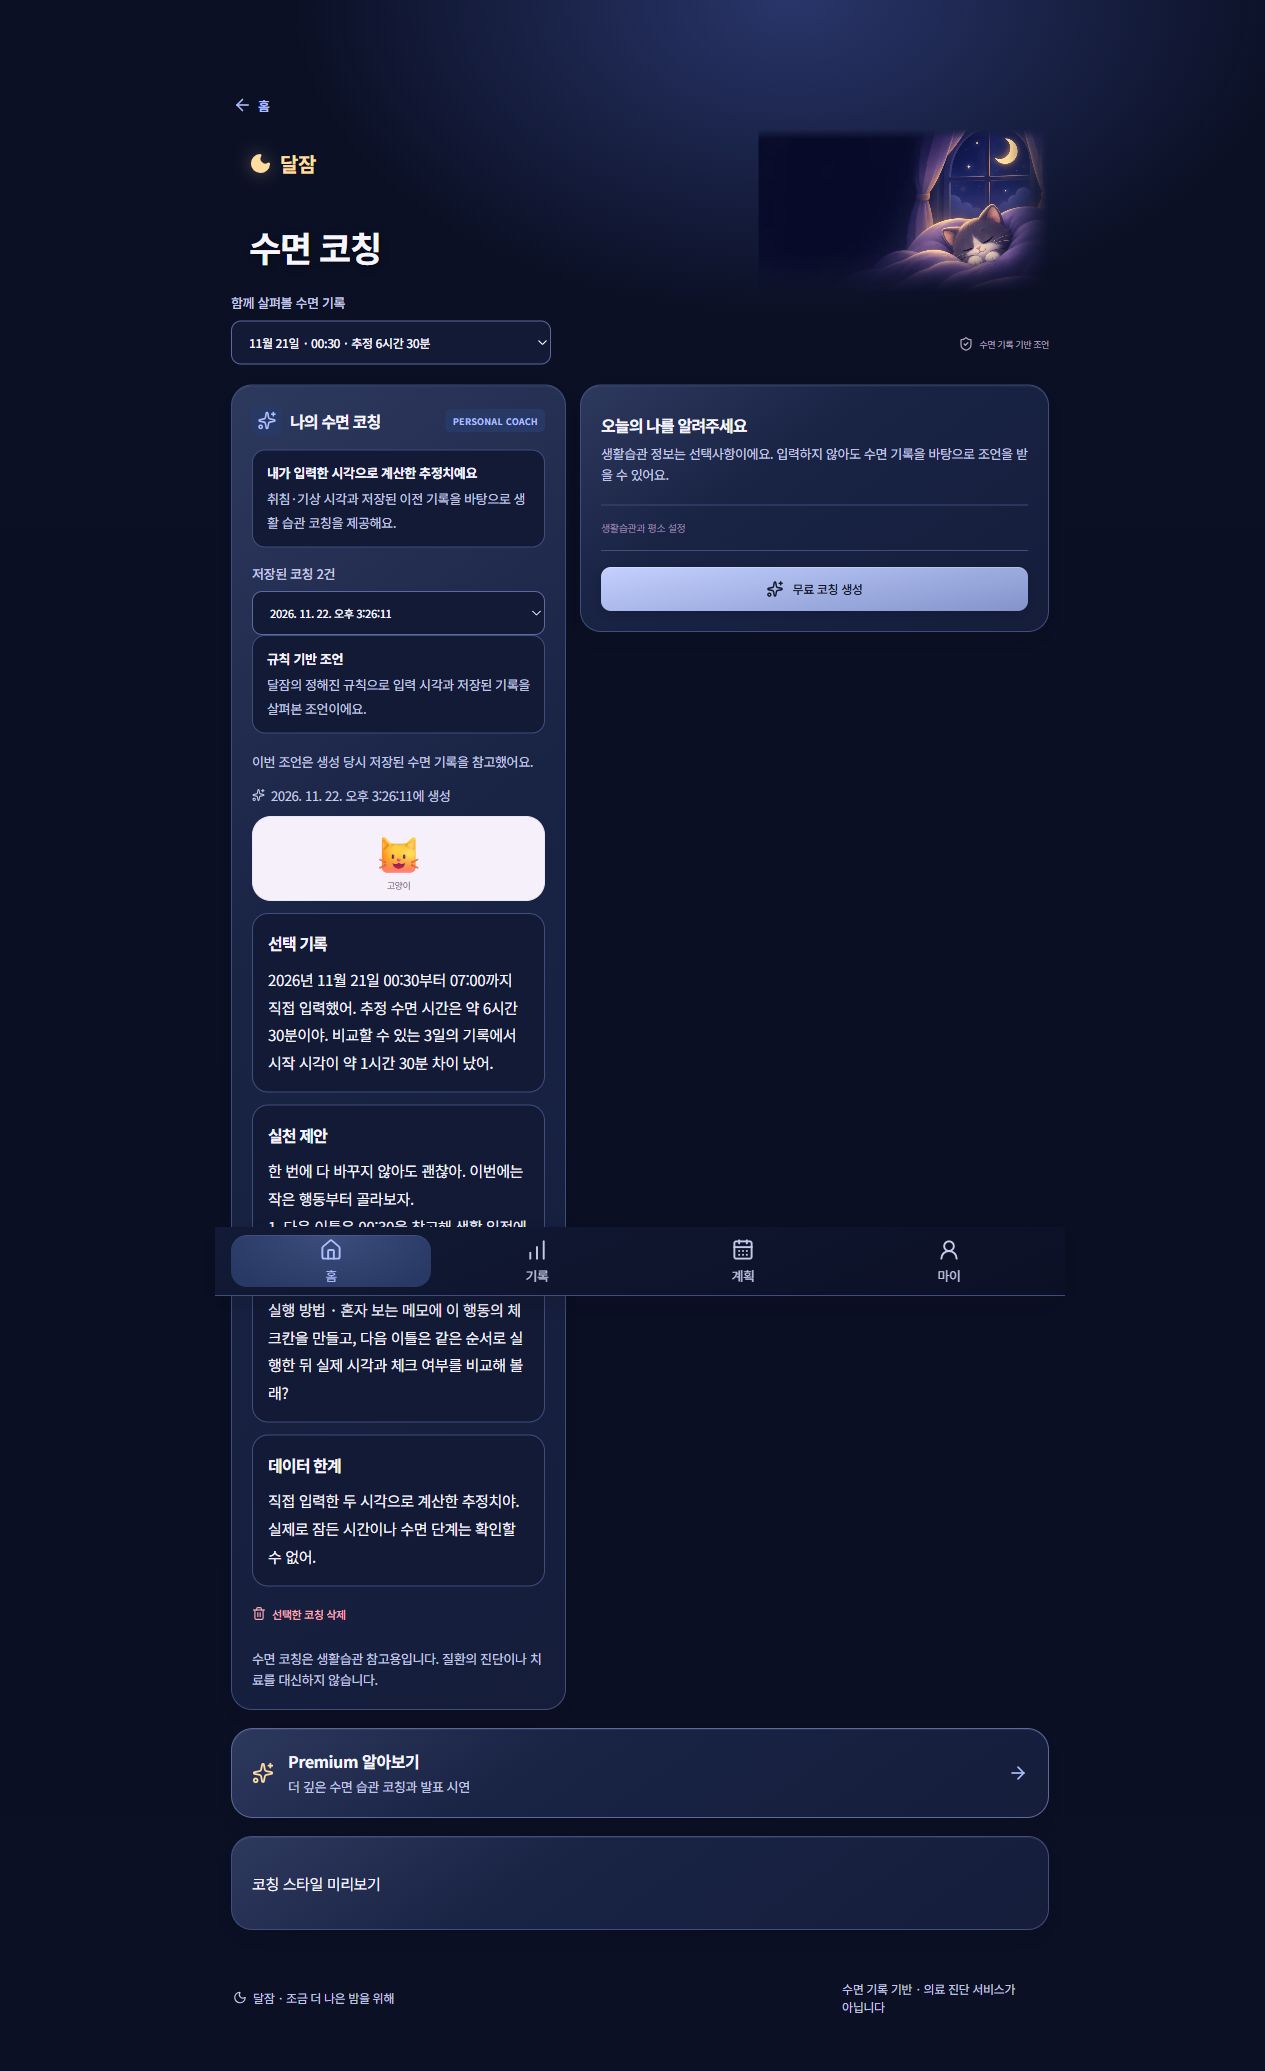 홈
달잠
수면 코칭
함께 살펴볼 수면 기록
11월 21일 · 00:30 · 추정 6시간 30분
수면 기록 기반 조언
나의 수면 코칭
PERSONAL COACH
내가 입력한 시각으로 계산한 추정치예요
취침·기상 시각과 저장된 이전 기록을 바탕으로 생
활 습관 코칭을 제공해요.
저장된 코칭 2건
2026. 11. 22. 오후 3:26:11
규칙 기반 조언
달잠의 정해진 규칙으로 입력 시각과 저장된 기록을
살펴본 조언이에요.
이번 조언은 생성 당시 저장된 수면 기록을 참고했어요.
2026. 11. 22. 오후 3:26:11에 생성
고양이
선택 기록
2026년 11월 21일 00:30부터 07:00까지
직접 입력했어. 추정 수면 시간은 약 6시간
30분이야. 비교할 수 있는 3일의 기록에서
시작 시각이 약 1시간 30분 차이 났어.
실천 제안
한 번에 다 바꾸지 않아도 괜찮아. 이번에는
작은 행동부터 골라보자.
1. 다음 이틀은 00:30을 참고해 생활 일정에
홈
기록
계획
마이
실행 방법 · 혼자 보는 메모에 이 행동의 체
크칸을 만들고, 다음 이틀은 같은 순서로 실
행한 뒤 실제 시각과 체크 여부를 비교해 볼
래?
데이터 한계
직접 입력한 두 시각으로 계산한 추정치야.
실제로 잠든 시간이나 수면 단계는 확인할
수 없어.
선택한 코칭 삭제
수면 코칭은 생활습관 참고용입니다. 질환의 진단이나 치
료를 대신하지 않습니다.
오늘의 나를 알려주세요
생활습관 정보는 선택사항이에요. 입력하지 않아도 수면 기록을 바탕으로 조언을 받
을 수 있어요.
생활습관과 평소 설정
무료 코칭 생성
Premium 알아보기
더 깊은 수면 습관 코칭과 발표 시연
코칭 스타일 미리보기
달잠 · 조금 더 나은 밤을 위해
수면 기록 기반 · 의료 진단 서비스가
아닙니다